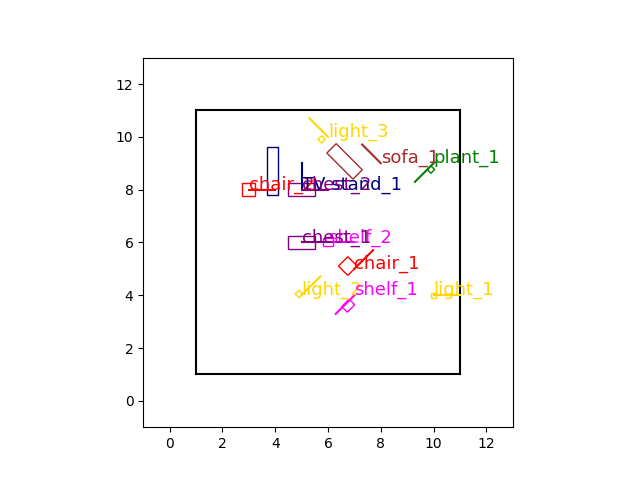 12
10
8
6
4
2
0
light_3
sofa_1
plant_1
chair_2
chest_2
TV_stand_1
chest_1
shelf_2
chair_1
light_2
shelf_1
light_1
0 2 4 6 8 10 12